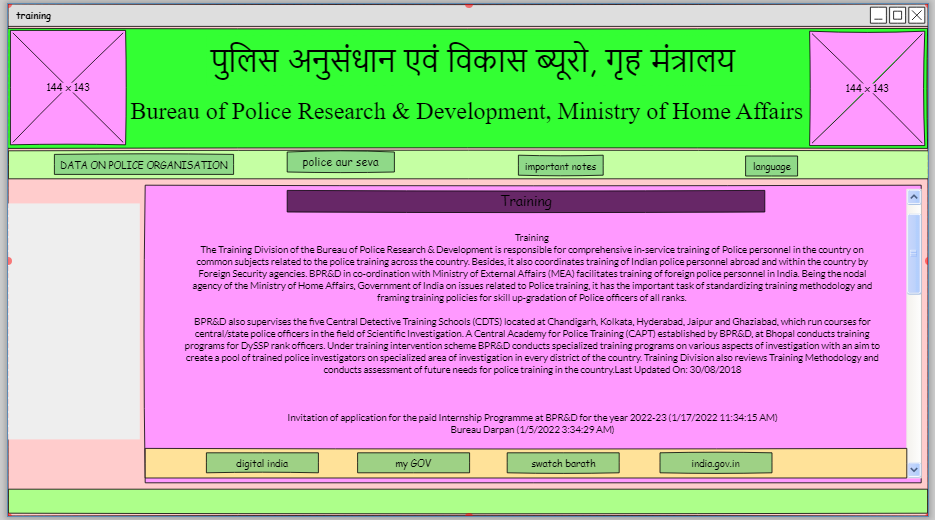 training
पुलिस अनुसंधान एवं विकास ब्यूरो, गृह मंत्रालय
144 x 143
144 x 143
Bureau of Police Research & Development, Ministry of Home Affairs
DATA ON POLICE ORGANISATION
police aur seva
important notes
language
Training
Training
The Training Division of the Bureau of Police Research & Development is responsible for comprehensive in-service training of Police personnel in the country on
common subjects related to the police training across the country. Besides, it also coordinates training of Indian police personnel abroad and within the country by
Foreign Security agencies. BPR&D in co-ordination with Ministry of External Affairs (MEA) facilitates training of foreign police personnel in India. Being the nodal
agency of the Ministry of Home Affairs, Government of India on issues related to Police training, it has the important task of standardizing training methodology and
framing training policies for skill up-gradation of Police officers of all ranks.
BPR&D also supervises the five Central Detective Training Schools (CDTS) located at Chandigarh, Kolkata, Hyderabad, Jaipur and Ghaziabad, which run courses for
central/state police officers in the field of Scientific Investigation. A Central Academy for Police Training (CAPT) established by BPR&D, at Bhopal conducts training
programs for DySSP rank officers. Under training intervention scheme BPR&D conducts specialized training programs on various aspects of investigation with an aim to
create a pool of trained police investigators on specialized area of investigation in every district of the country. Training Division also reviews Training Methodology and
conducts assessment of future needs for police training in the country.Last Updated On: 30/08/2018
Invitation of application for the paid Internship Programme at BPR&D for the year 2022-23 (1/17/2022 11:34:15 AM)
Bureau Darpan (1/5/2022 3:34:29 AM)
digital india
my GOV
swatch barath
india.gov.in